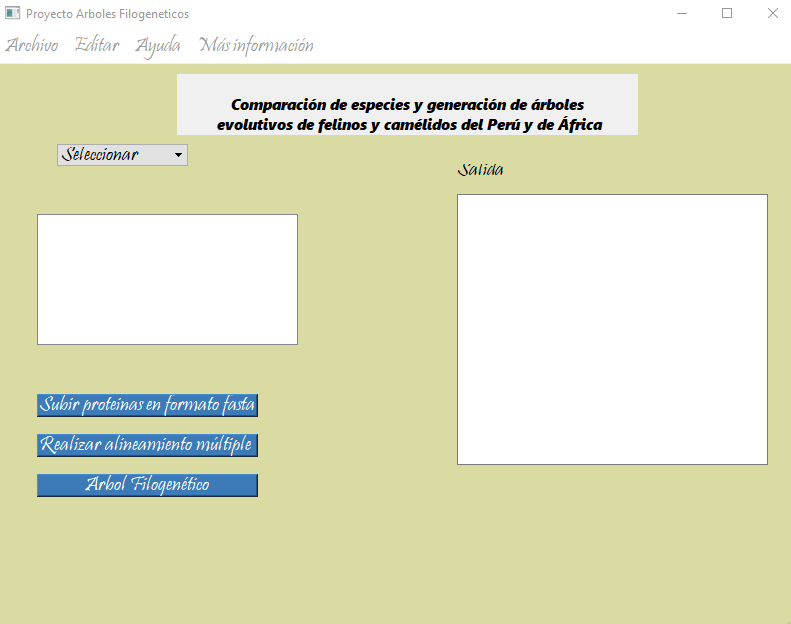 Proyecto Arboles Filogeneticos
Archivo Editar Ayuda Más información
Comparación de especies y generación de árboles
evolutivos de felinos y camélidos del Perú y de África
Seleccionar
Salida
Subir proteínas en formato fasta
Realizar alineamiento múltiple
Arbol Filogenético